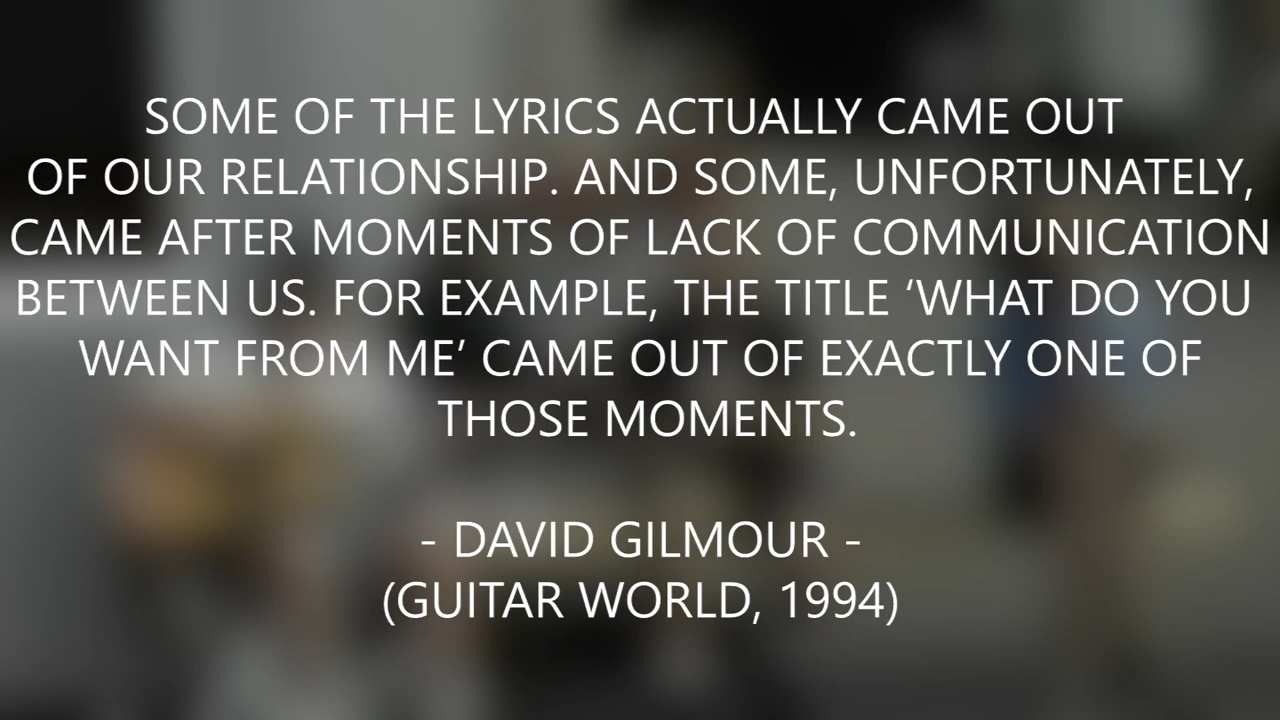 SOME OF THE LYRICS ACTUALLY CAME OUT
OF OUR RELATIONSHIP. AND SOME, UNFORTUNATELY,
CAME AFTER MOMENTS OF LACK OF COMMUNICATION
BETWEEN US. FOR EXAMPLE, THE TITLE ‘WHAT DO YOU
WANT FROM ME’ CAME OUT OF EXACTLY ONE OF
THOSE MOMENTS.
- DAVID GILMOUR -
(GUITAR WORLD, 1994)